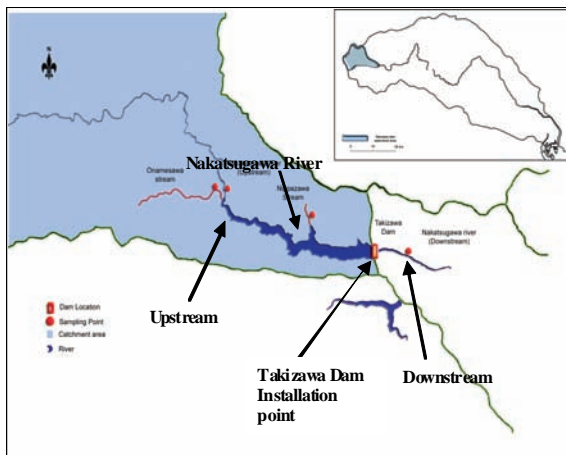 N
Nakatsugawa River
(Upstream)
Onamesawa
stream
Stream
Takizawa
Dam
Nakatsugawa river
(Downstream)
Upstream
Downstream
Takizawa Dam
Installation
point
Dam Location
Sampling Point
Catchment area
River